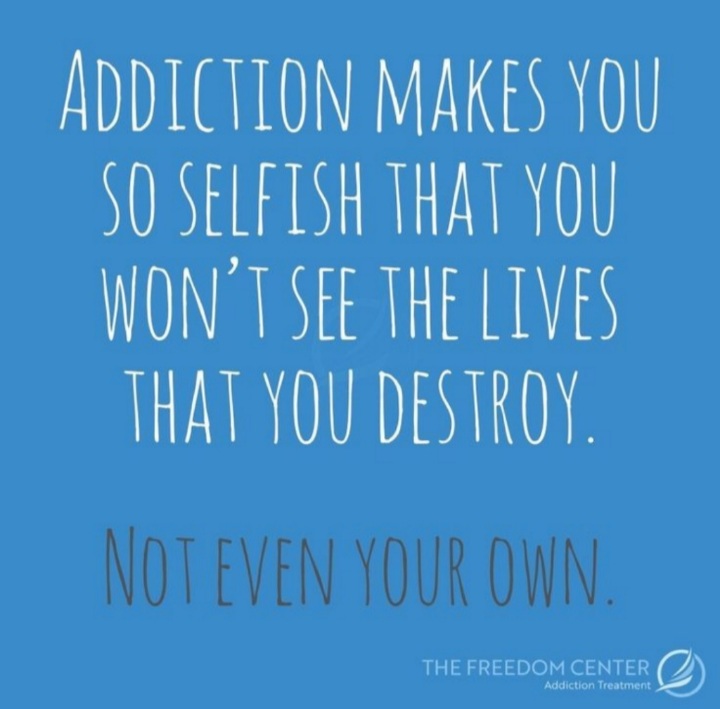 ADDICTION MAKES YOU
SO SELFISH THAT YOU
WON'T SEE THE LIVES
THAT YOU DESTROY.
NOT EVEN YOUR OWN.
THE FREEDOM CENTER
Addiction Treatment